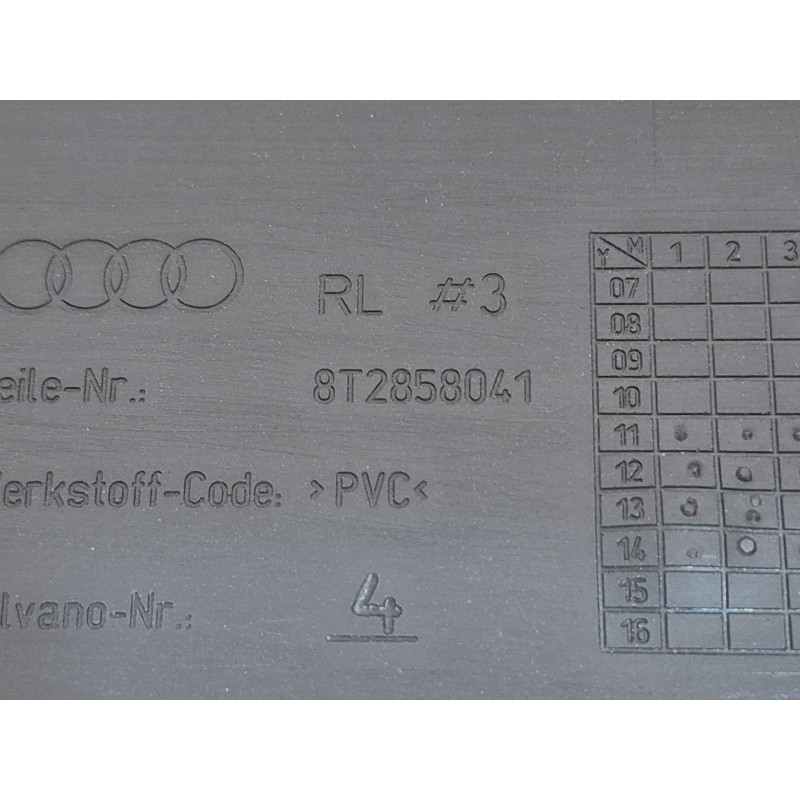 RL #3
eile-Nr.: 8T2858041
erkstoff-Code: >PVC<
lvano-Nr.: 4
Y M 1 2 3
07
08
09
10
11
12
13
14
15
16